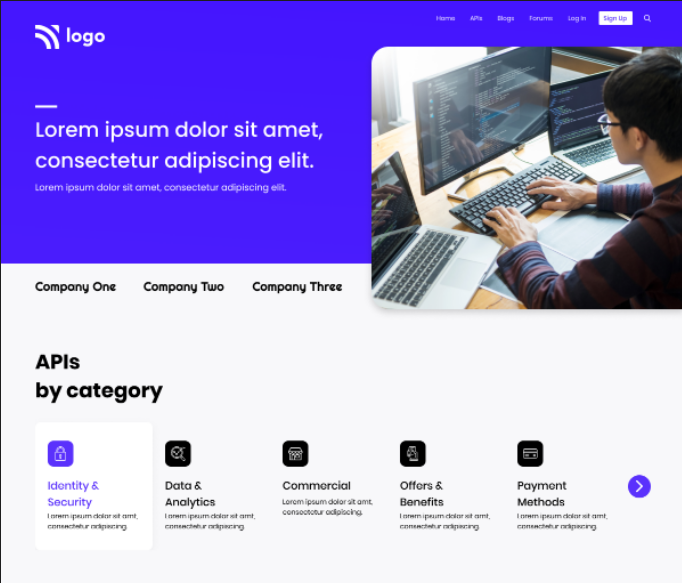 Home APIs Blogs Forums Log In Sign Up
logo
Lorem ipsum dolor sit amet,
consectetur adipiscing elit.
Lorem ipsum dolor sit amet, consectetur adipiscing elit.
Company One Company Two Company Three
APIs
by category
Identity &
Security
Lorem ipsum dolor sit amt,
consectetur adipiscing.
Data &
Analytics
Lorem ipsum dolor sit amt,
consectetur adipiscing.
Commercial
Lorem ipsum dolor sit amt,
consectetur adipiscing.
Offers &
Benefits
Lorem ipsum dolor sit amt,
consectetur adipiscing.
Payment
Methods
Lorem ipsum dolor sit amt,
consectetur adipiscing.